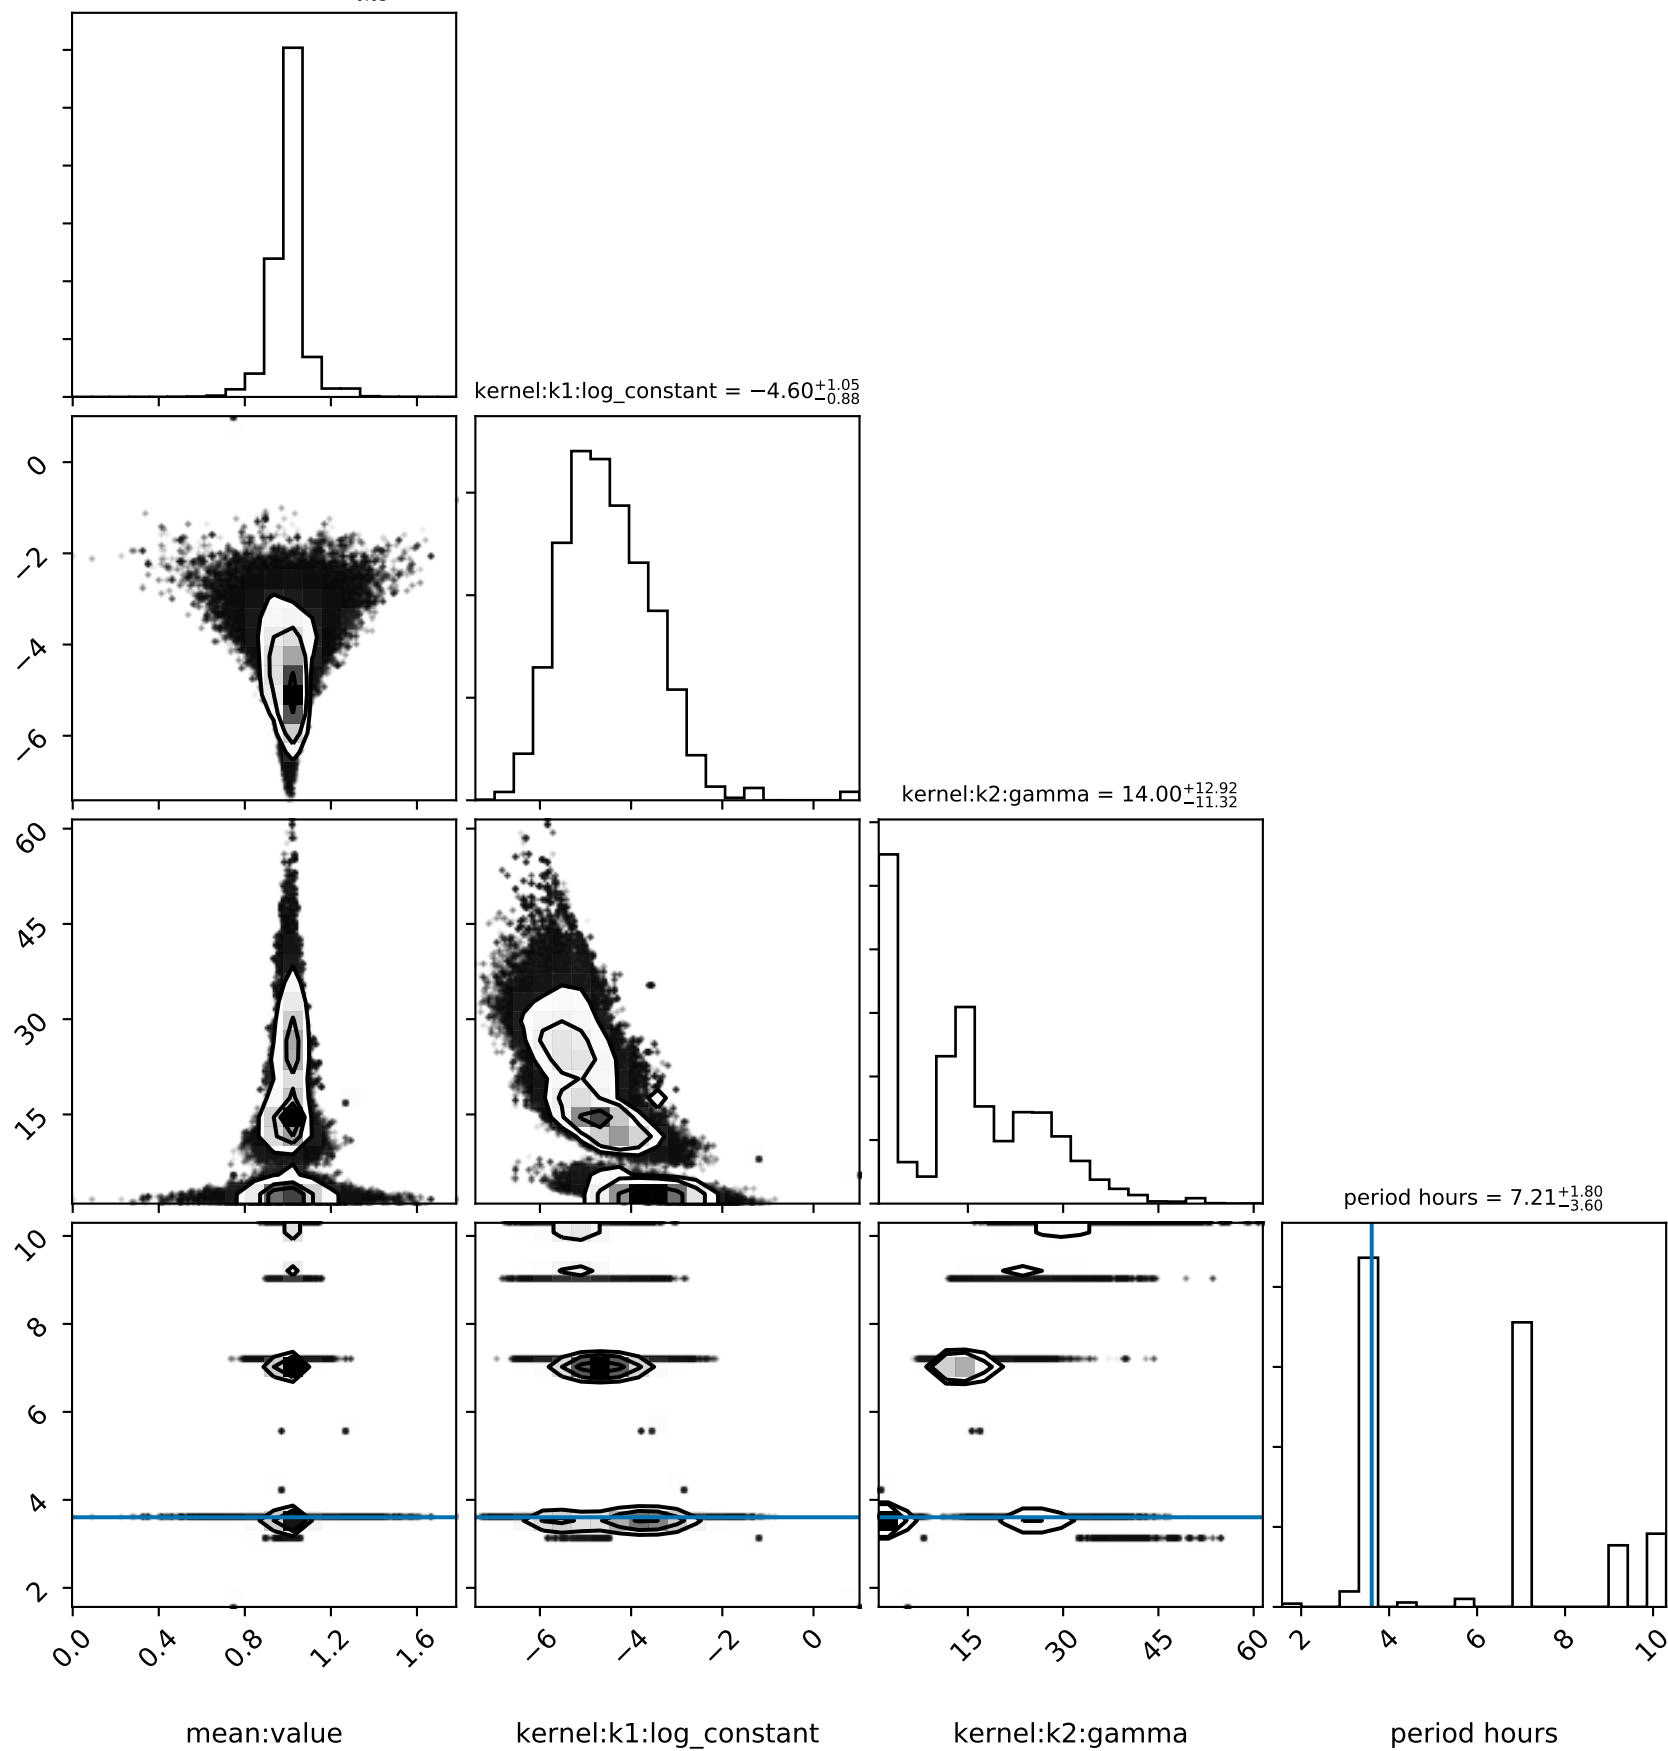 kernel:k1:log_constant = −4.60 +1.05 −0.88
0
−2
−4
−6
kernel:k2:gamma = 14.00 +12.92 −11.32
60
45
30
15
period hours = 7.21 +1.80 −3.60
10
8
6
4
2
0.0 0.4 0.8 1.2 1.6 −6 −4 −2 0 15 30 45 60 2 4 6 8 10
mean:value kernel:k1:log_constant kernel:k2:gamma period hours